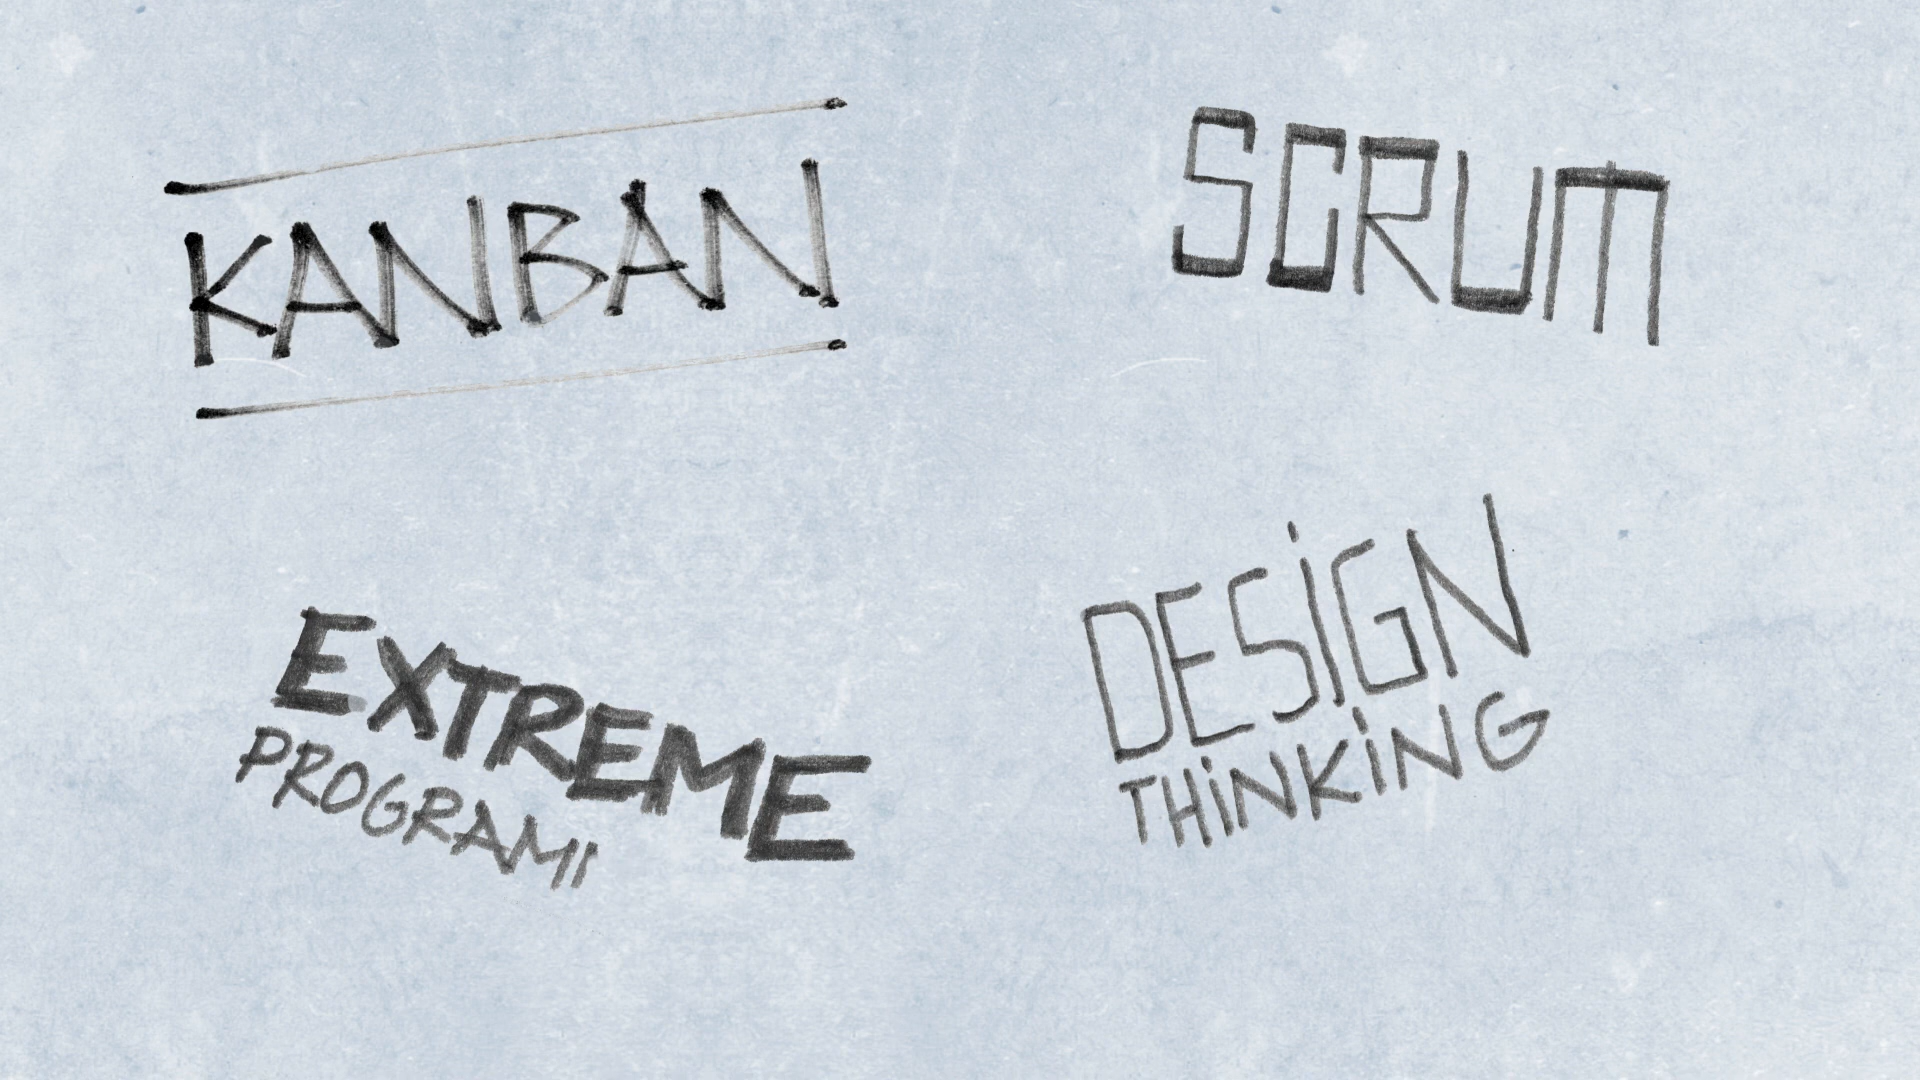 KANBAN
SCRUM
EXTREME
PROGRAMI
DESiGN
THiNKiNG